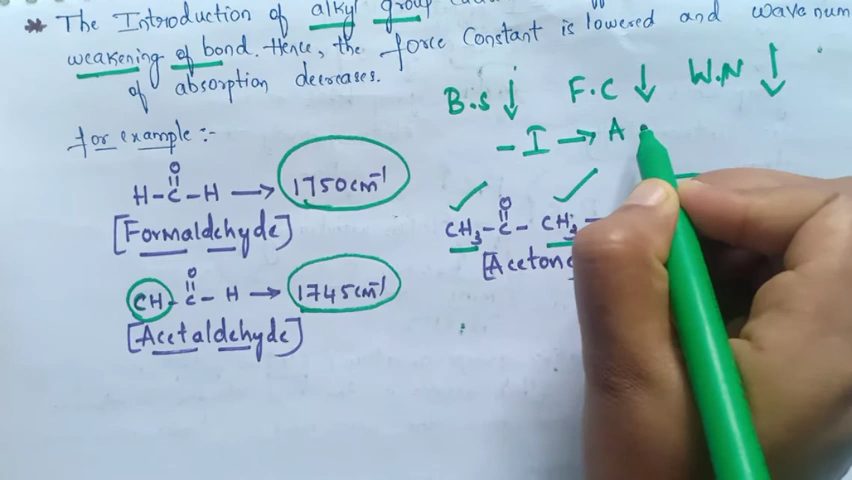 * The Introduction of alkyl group
weakening of bond. Hence, the force Constant is lowered and wave num
of absorption decreases.
B.S ↓ F.C ↓ W.N ↓
for example :-
- I → A
H-C-H → 1750cm⁻¹
O
[Formaldehyde]
CH₃-C-CH₃-
O
[Acetone
CH-C-H → 1745cm⁻¹
O
[Acetaldehyde]